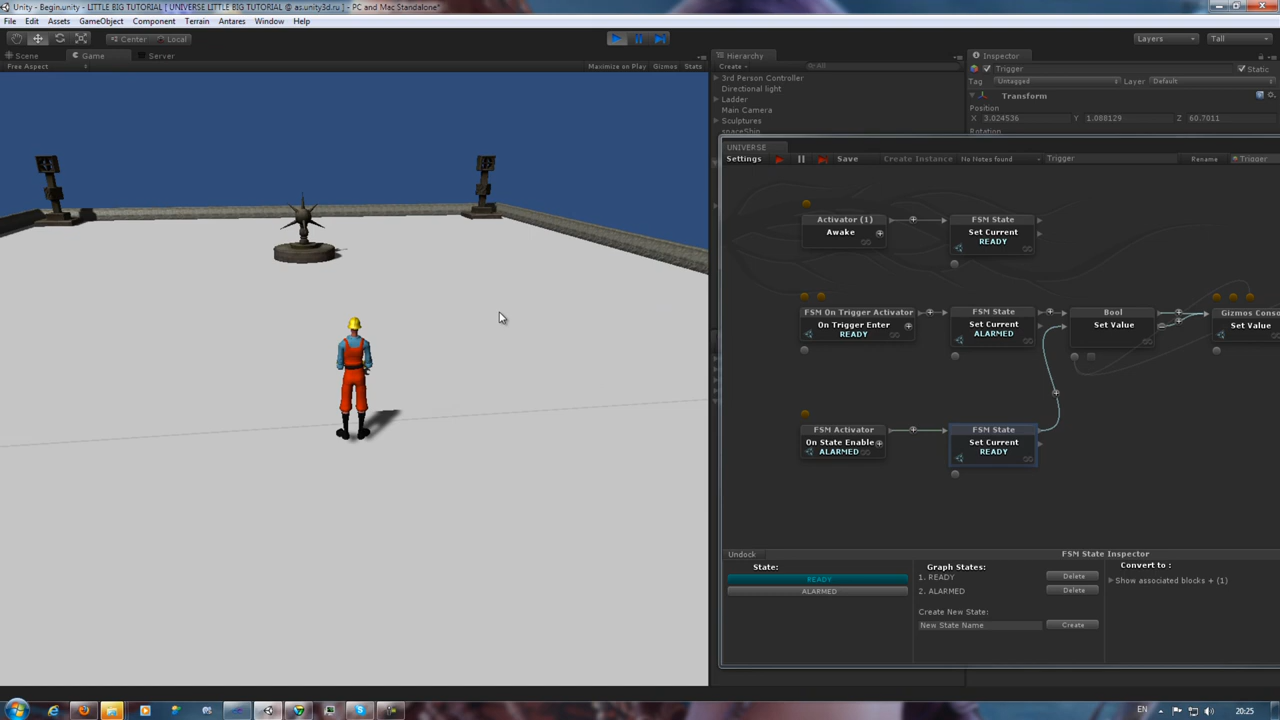 Unity - Begin.unity - LITTLE BIG TUTORIAL [ UNIVERSE LITTLE BIG TUTORIAL @ as.unity3d.ru ] - PC and Mac Standalone*
File Edit Assets GameObject Component Terrain Antares Window Help
Center Local Layers Tall
Scene Game Server Hierarchy Inspector
Free Aspect Maximize on Play Gizmos Stats Create All Trigger Static
3rd Person Controller Tag Untagged Layer Default
Directional light Transform
Ladder Position
Main Camera X 3.024536 Y 1.088129 Z 60.7011
Sculptures
spaceShip Rotation
UNIVERSE
Settings Save Create Instance No Notes found Trigger Rename Trigger
Activator (1) FSM State
Awake Set Current
READY
FSM On Trigger Activator FSM State Bool Gizmos Conso
On Trigger Enter Set Current Set Value Set Value
READY ALARMED
FSM Activator FSM State
On State Enable Set Current
ALARMED READY
Undock FSM State Inspector
State: Graph States: Convert to :
READY 1. READY Delete Show associated blocks + (1)
ALARMED 2. ALARMED Delete
Create New State:
New State Name Create
EN 20:25